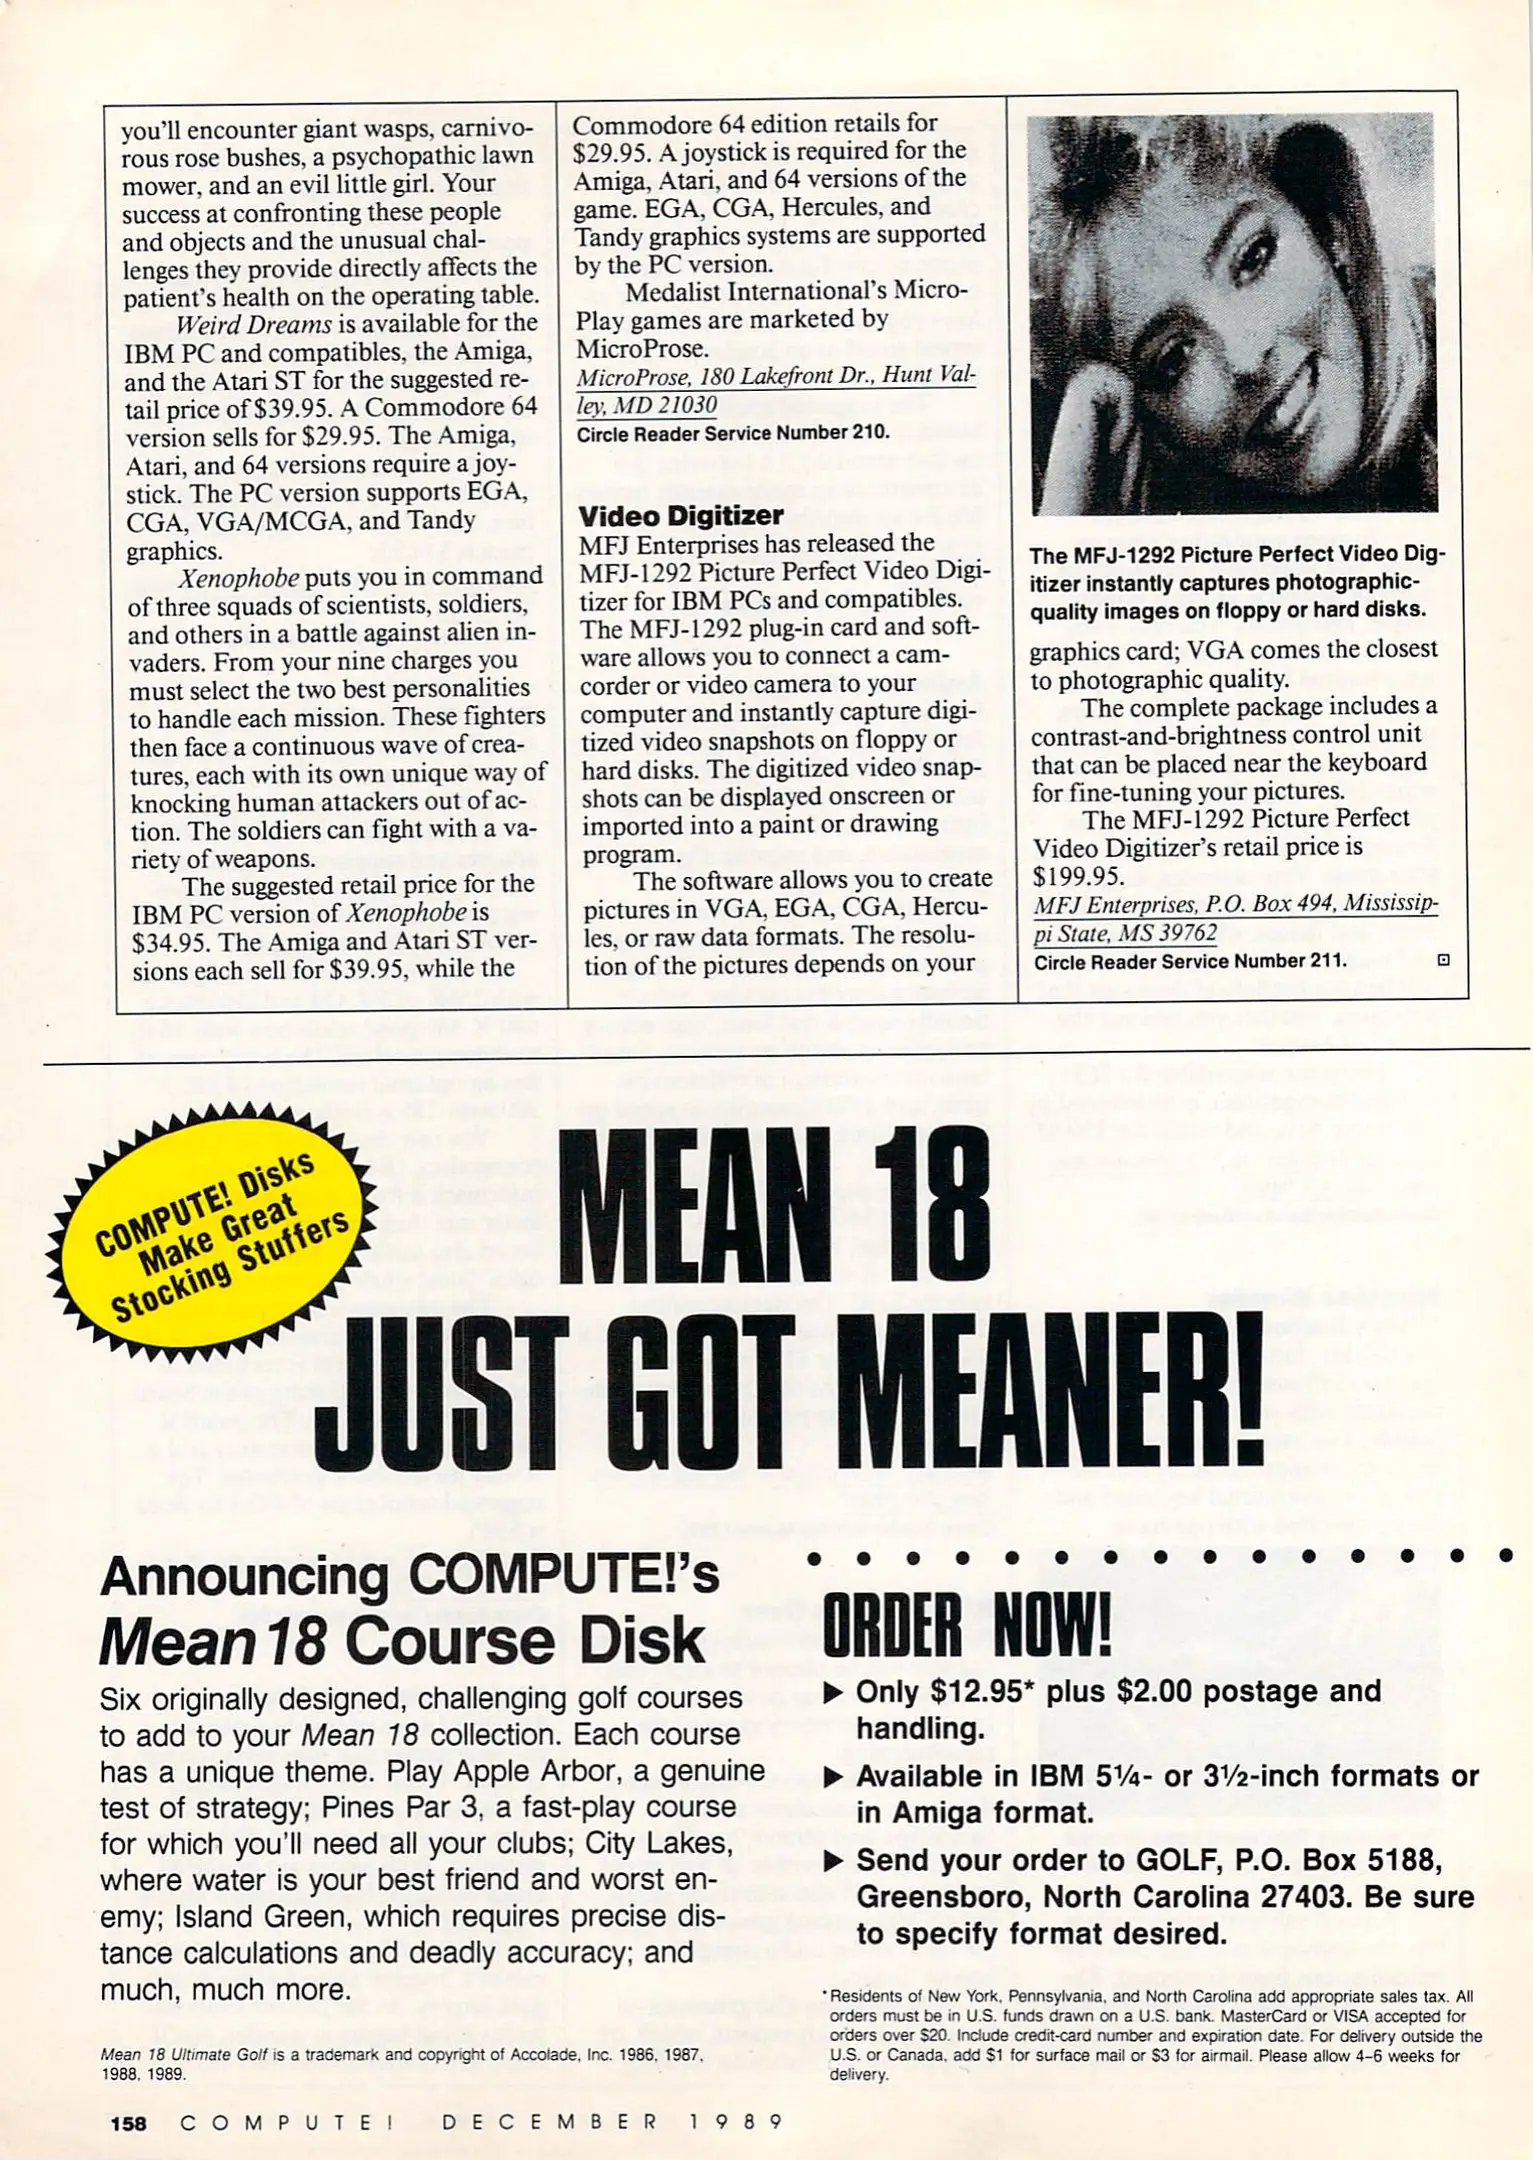 you'll encounter giant wasps, carnivo-
rous rose bushes, a psychopathic lawn
mower, and an evil little girl. Your
success at confronting these people
and objects and the unusual chal-
lenges they provide directly affects the
patient's health on the operating table.
Weird Dreams is available for the
IBM PC and compatibles, the Amiga,
and the Atari ST for the suggested re-
tail price of $39.95. A Commodore 64
version sells for $29.95. The Amiga,
Atari, and 64 versions require a joy-
stick. The PC version supports EGA,
CGA, VGA/MCGA, and Tandy
graphics.
Xenophobe puts you in command
of three squads of scientists, soldiers,
and others in a battle against alien in-
vaders. From your nine charges you
must select the two best personalities
to handle each mission. These fighters
then face a continuous wave of crea-
tures, each with its own unique way of
knocking human attackers out of ac-
tion. The soldiers can fight with a va-
riety of weapons.
The suggested retail price for the
IBM PC version of Xenophobe is
$34.95. The Amiga and Atari ST ver-
sions each sell for $39.95, while the
Commodore 64 edition retails for
$29.95. A joystick is required for the
Amiga, Atari, and 64 versions of the
game. EGA, CGA, Hercules, and
Tandy graphics systems are supported
by the PC version.
Medalist International's Micro-
Play games are marketed by
MicroProse.
MicroProse, 180 Lakefront Dr., Hunt Val-
ley, MD 21030
Circle Reader Service Number 210.
Video Digitizer
MFJ Enterprises has released the
MFJ-1292 Picture Perfect Video Digi-
tizer for IBM PCs and compatibles.
The MFJ-1292 plug-in card and soft-
ware allows you to connect a cam-
corder or video camera to your
computer and instantly capture digi-
tized video snapshots on floppy or
hard disks. The digitized video snap-
shots can be displayed onscreen or
imported into a paint or drawing
program.
The software allows you to create
pictures in VGA, EGA, CGA, Hercu-
les, or raw data formats. The resolu-
tion of the pictures depends on your
The MFJ-1292 Picture Perfect Video Dig-
itizer instantly captures photographic-
quality images on floppy or hard disks.
graphics card; VGA comes the closest
to photographic quality.
The complete package includes a
contrast-and-brightness control unit
that can be placed near the keyboard
for fine-tuning your pictures.
The MFJ-1292 Picture Perfect
Video Digitizer's retail price is
$199.95.
MFJ Enterprises, P.O. Box 494, Mississip-
pi State, MS 39762
Circle Reader Service Number 211.
COMPUTE! Disks
Make Great
Stocking Stuffers
MEAN 18
JUST GOT MEANER!
Announcing COMPUTE!'s
Mean 18 Course Disk
Six originally designed, challenging golf courses
to add to your Mean 18 collection. Each course
has a unique theme. Play Apple Arbor, a genuine
test of strategy; Pines Par 3, a fast-play course
for which you'll need all your clubs; City Lakes,
where water is your best friend and worst en-
emy; Island Green, which requires precise dis-
tance calculations and deadly accuracy; and
much, much more.
Mean 18 Ultimate Golf is a trademark and copyright of Accolade, Inc. 1986, 1987,
1988, 1989.
ORDER NOW!
▶ Only $12.95* plus $2.00 postage and
handling.
▶ Available in IBM 5¼- or 3½-inch formats or
in Amiga format.
▶ Send your order to GOLF, P.O. Box 5188,
Greensboro, North Carolina 27403. Be sure
to specify format desired.
*Residents of New York, Pennsylvania, and North Carolina add appropriate sales tax. All
orders must be in U.S. funds drawn on a U.S. bank. MasterCard or VISA accepted for
orders over $20. Include credit-card number and expiration date. For delivery outside the
U.S. or Canada, add $1 for surface mail or $3 for airmail. Please allow 4–6 weeks for
delivery.
158 COMPUTE! DECEMBER 1989